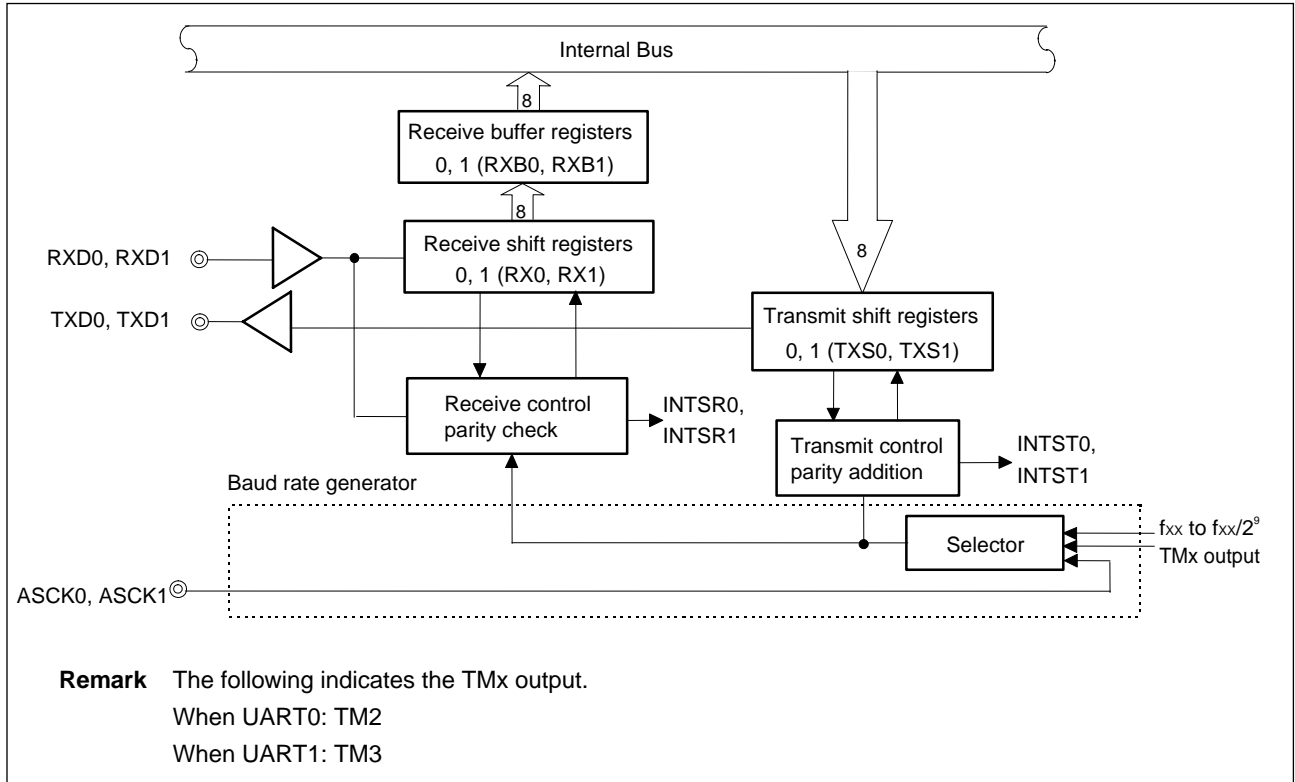 Internal Bus
8
Receive buffer registers
0, 1 (RXB0, RXB1)
8
RXD0, RXD1
Receive shift registers
0, 1 (RX0, RX1)
8
TXD0, TXD1
Transmit shift registers
0, 1 (TXS0, TXS1)
Receive control
parity check
INTSR0,
INTSR1
Transmit control
parity addition
INTST0,
INTST1
Baud rate generator
Selector
fxx to fxx/2⁹
TMx output
ASCK0, ASCK1
Remark The following indicates the TMx output.
When UART0: TM2
When UART1: TM3